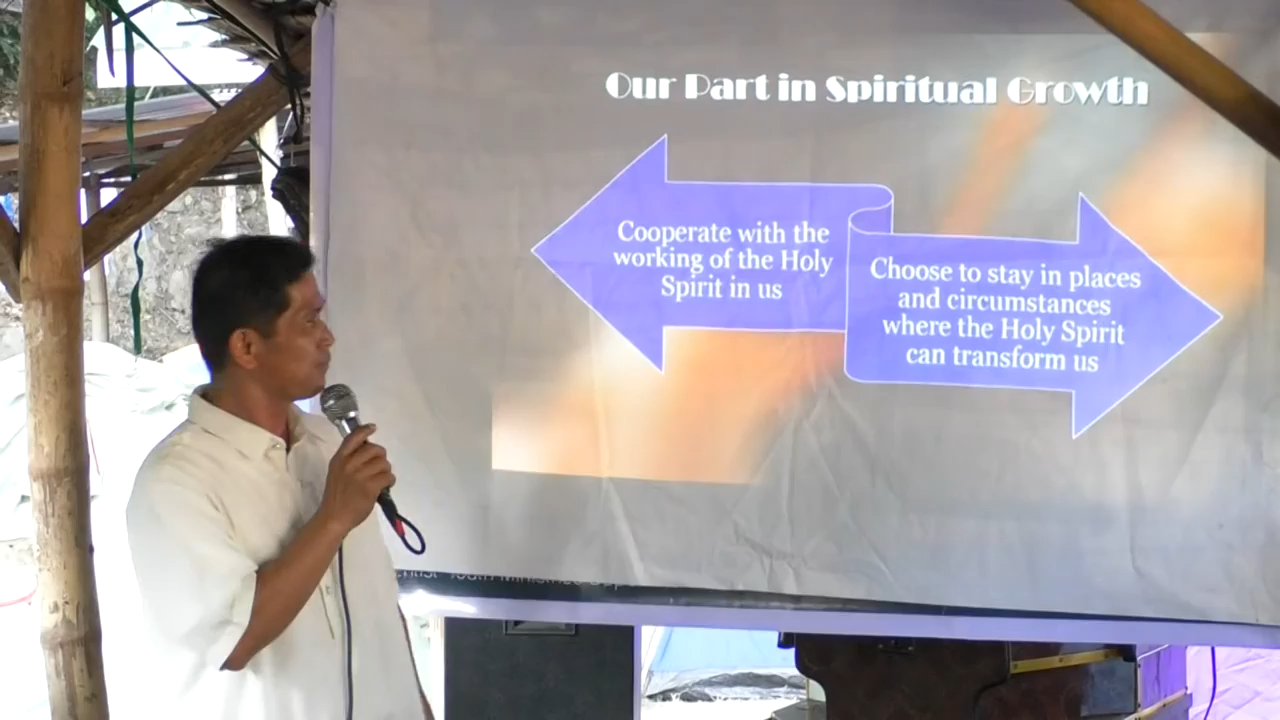 Our Part in Spiritual Growth
Cooperate with the
working of the Holy
Spirit in us
Choose to stay in places
and circumstances
where the Holy Spirit
can transform us